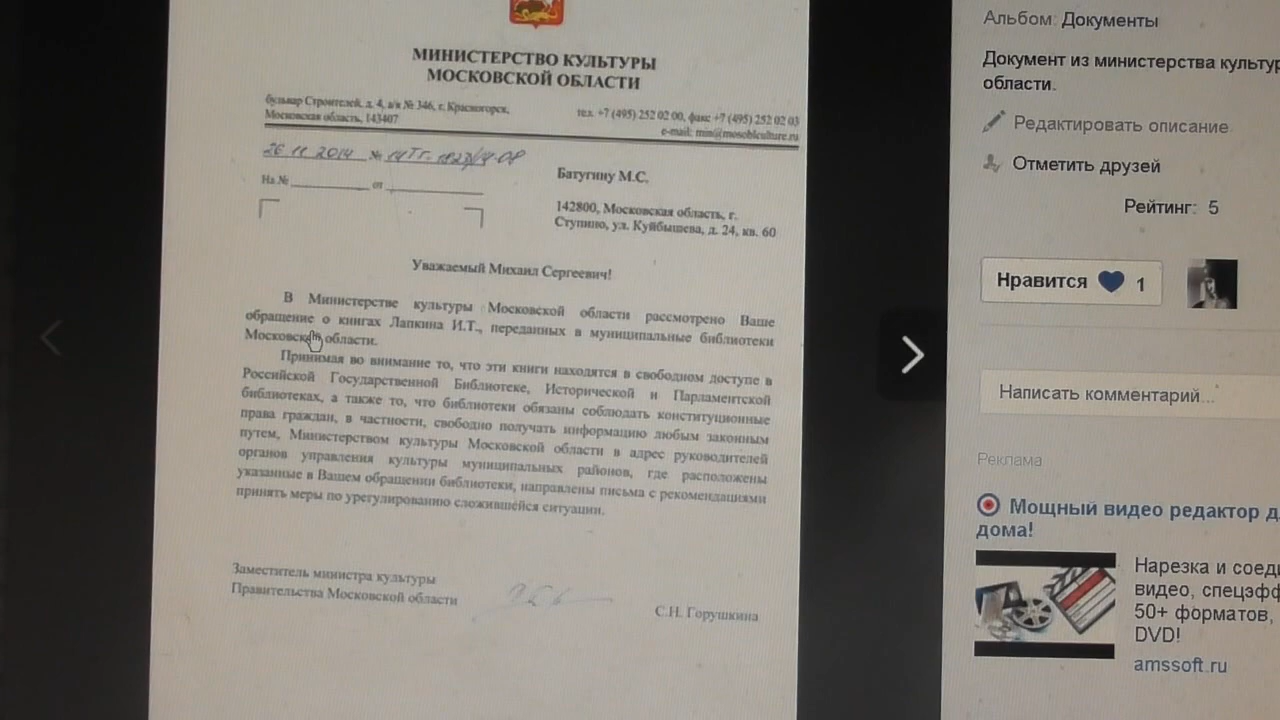 МИНИСТЕРСТВО КУЛЬТУРЫ
МОСКОВСКОЙ ОБЛАСТИ
бульвар Строителей, д. 4, а/я № 346, г. Красногорск,
Московская область, 143407
тел. +7 (495) 252 02 00, факс +7 (495) 252 02 03
e-mail: min@mosoblculture.ru
26.11.2014 №
На № от
Батугину М.С.
142800, Московская область, г.
Ступино, ул. Куйбышева, д. 24, кв. 60
Уважаемый Михаил Сергеевич!
В Министерстве культуры Московской области рассмотрено Ваше
обращение о книгах Лапкина И.Т., переданных в муниципальные библиотеки
Московской области.
Принимая во внимание то, что эти книги находятся в свободном доступе в
Российской Государственной Библиотеке, Исторической и Парламентской
библиотеках, а также то, что библиотеки обязаны соблюдать конституционные
права граждан, в частности, свободно получать информацию любым законным
путем, Министерством культуры Московской области в адрес руководителей
органов управления культуры муниципальных районов, где расположены
указанные в Вашем обращении библиотеки, направлены письма с рекомендациями
принять меры по урегулированию сложившейся ситуации.
Заместитель министра культуры
Правительства Московской области
С.Н. Горушкина
Альбом: Документы
Документ из министерства культур
области.
Редактировать описание
Отметить друзей
Рейтинг: 5
Нравится 1
Написать комментарий...
Реклама
Мощный видео редактор д
дома!
Нарезка и соеди
видео, спецэфф
50+ форматов,
DVD!
amssoft.ru